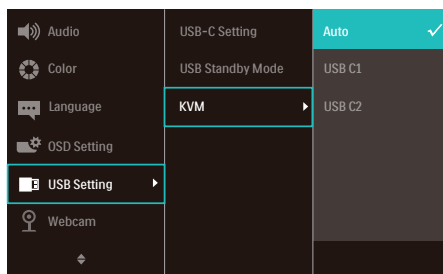 Audio
Color
Language
OSD Setting
USB Setting
Webcam
USB-C Setting
USB Standby Mode
KVM
Auto
USB C1
USB C2